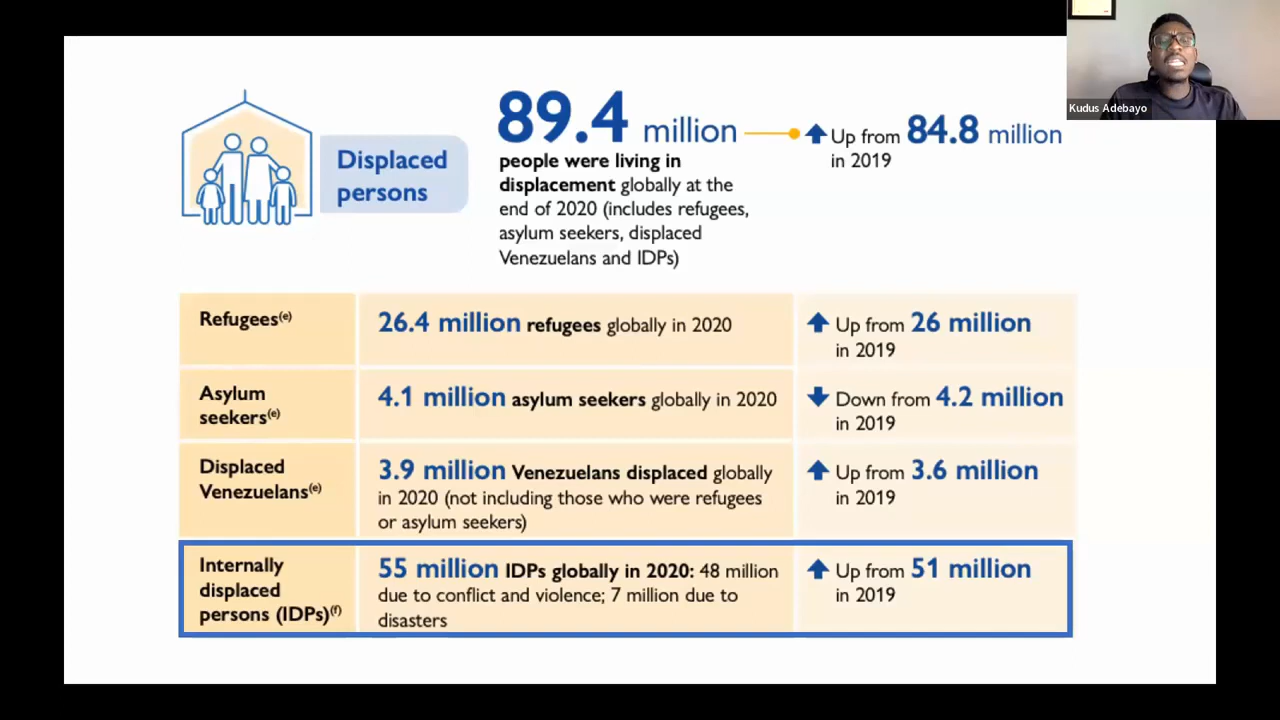 Kudus Adebayo
Displaced
persons
89.4 million
people were living in
displacement globally at the
end of 2020 (includes refugees,
asylum seekers, displaced
Venezuelans and IDPs)
Up from 84.8 million
in 2019
Refugees(e)
26.4 million refugees globally in 2020
Up from 26 million
in 2019
Asylum
seekers(e)
4.1 million asylum seekers globally in 2020
Down from 4.2 million
in 2019
Displaced
Venezuelans(e)
3.9 million Venezuelans displaced globally
in 2020 (not including those who were refugees
or asylum seekers)
Up from 3.6 million
in 2019
Internally
displaced
persons (IDPs)(f)
55 million IDPs globally in 2020: 48 million
due to conflict and violence; 7 million due to
disasters
Up from 51 million
in 2019